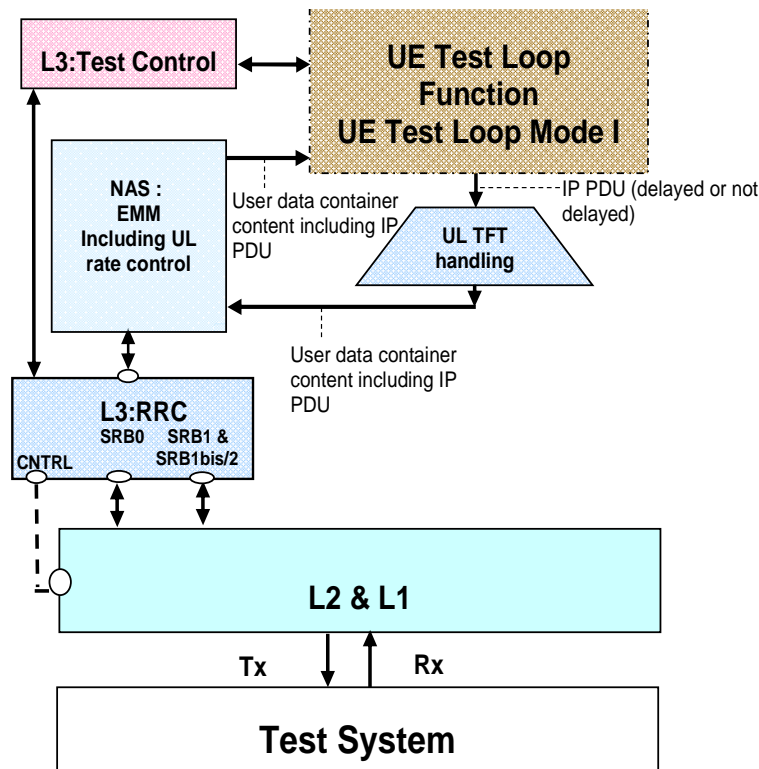 L3:Test Control
UE Test Loop
Function
UE Test Loop Mode I
NAS :
EMM
Including UL
rate control
User data container
content including IP
PDU
IP PDU (delayed or not
delayed)
UL TFT
handling
User data container
content including IP
PDU
L3:RRC
SRB0
SRB1 &
SRB1bis/2
CNTRL
L2 & L1
Tx
Rx
Test System